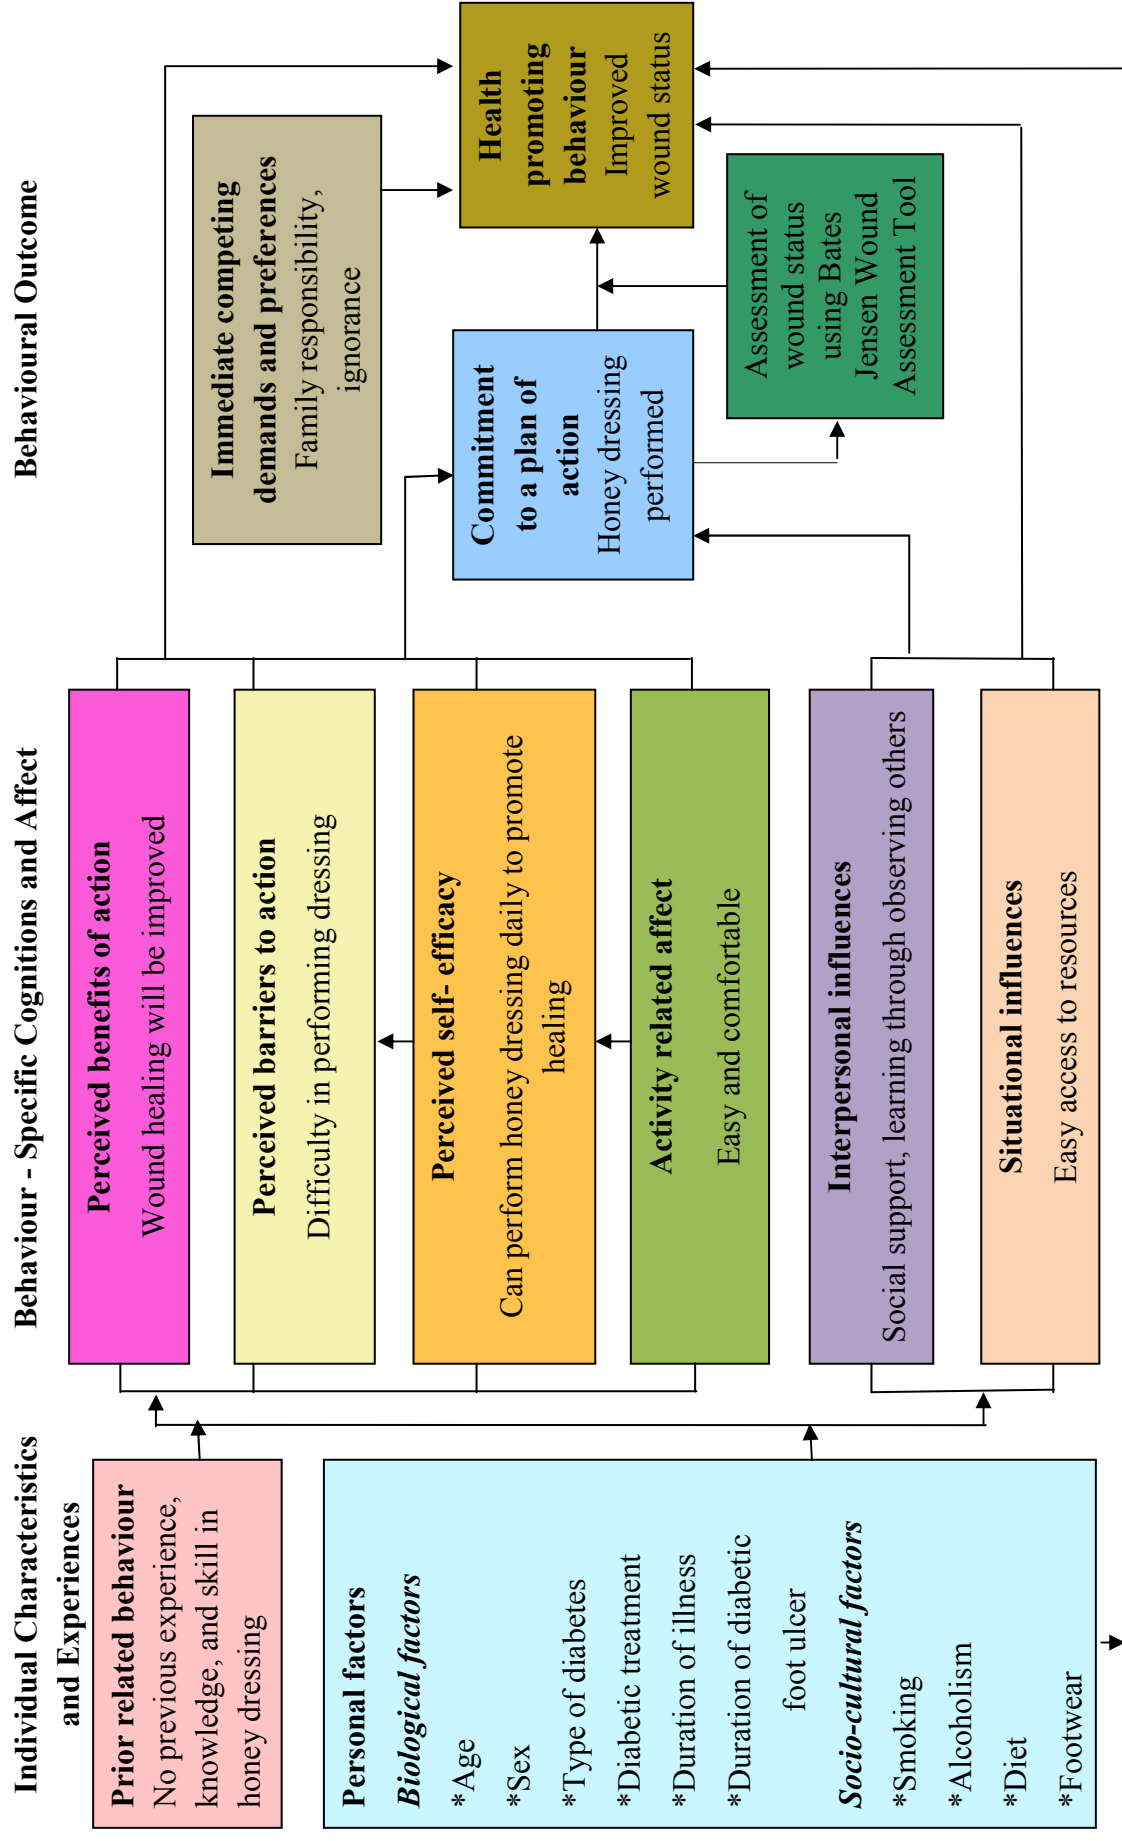 Individual Characteristics
and Experiences
Behaviour - Specific Cognitions and Affect
Behavioural Outcome
Prior related behaviour
No previous experience,
knowledge, and skill in
honey dressing
Personal factors
Biological factors
*Age
*Sex
*Type of diabetes
*Diabetic treatment
*Duration of illness
*Duration of diabetic
foot ulcer
Socio-cultural factors
*Smoking
*Alcoholism
*Diet
*Footwear
Perceived benefits of action
Wound healing will be improved
Perceived barriers to action
Difficulty in performing dressing
Perceived self- efficacy
Can perform honey dressing daily to promote
healing
Activity related affect
Easy and comfortable
Interpersonal influences
Social support, learning through observing others
Situational influences
Easy access to resources
Immediate competing
demands and preferences
Family responsibility,
ignorance
Commitment
to a plan of
action
Honey dressing
performed
Health
promoting
behaviour
Improved
wound status
Assessment of
wound status
using Bates
Jensen Wound
Assessment Tool